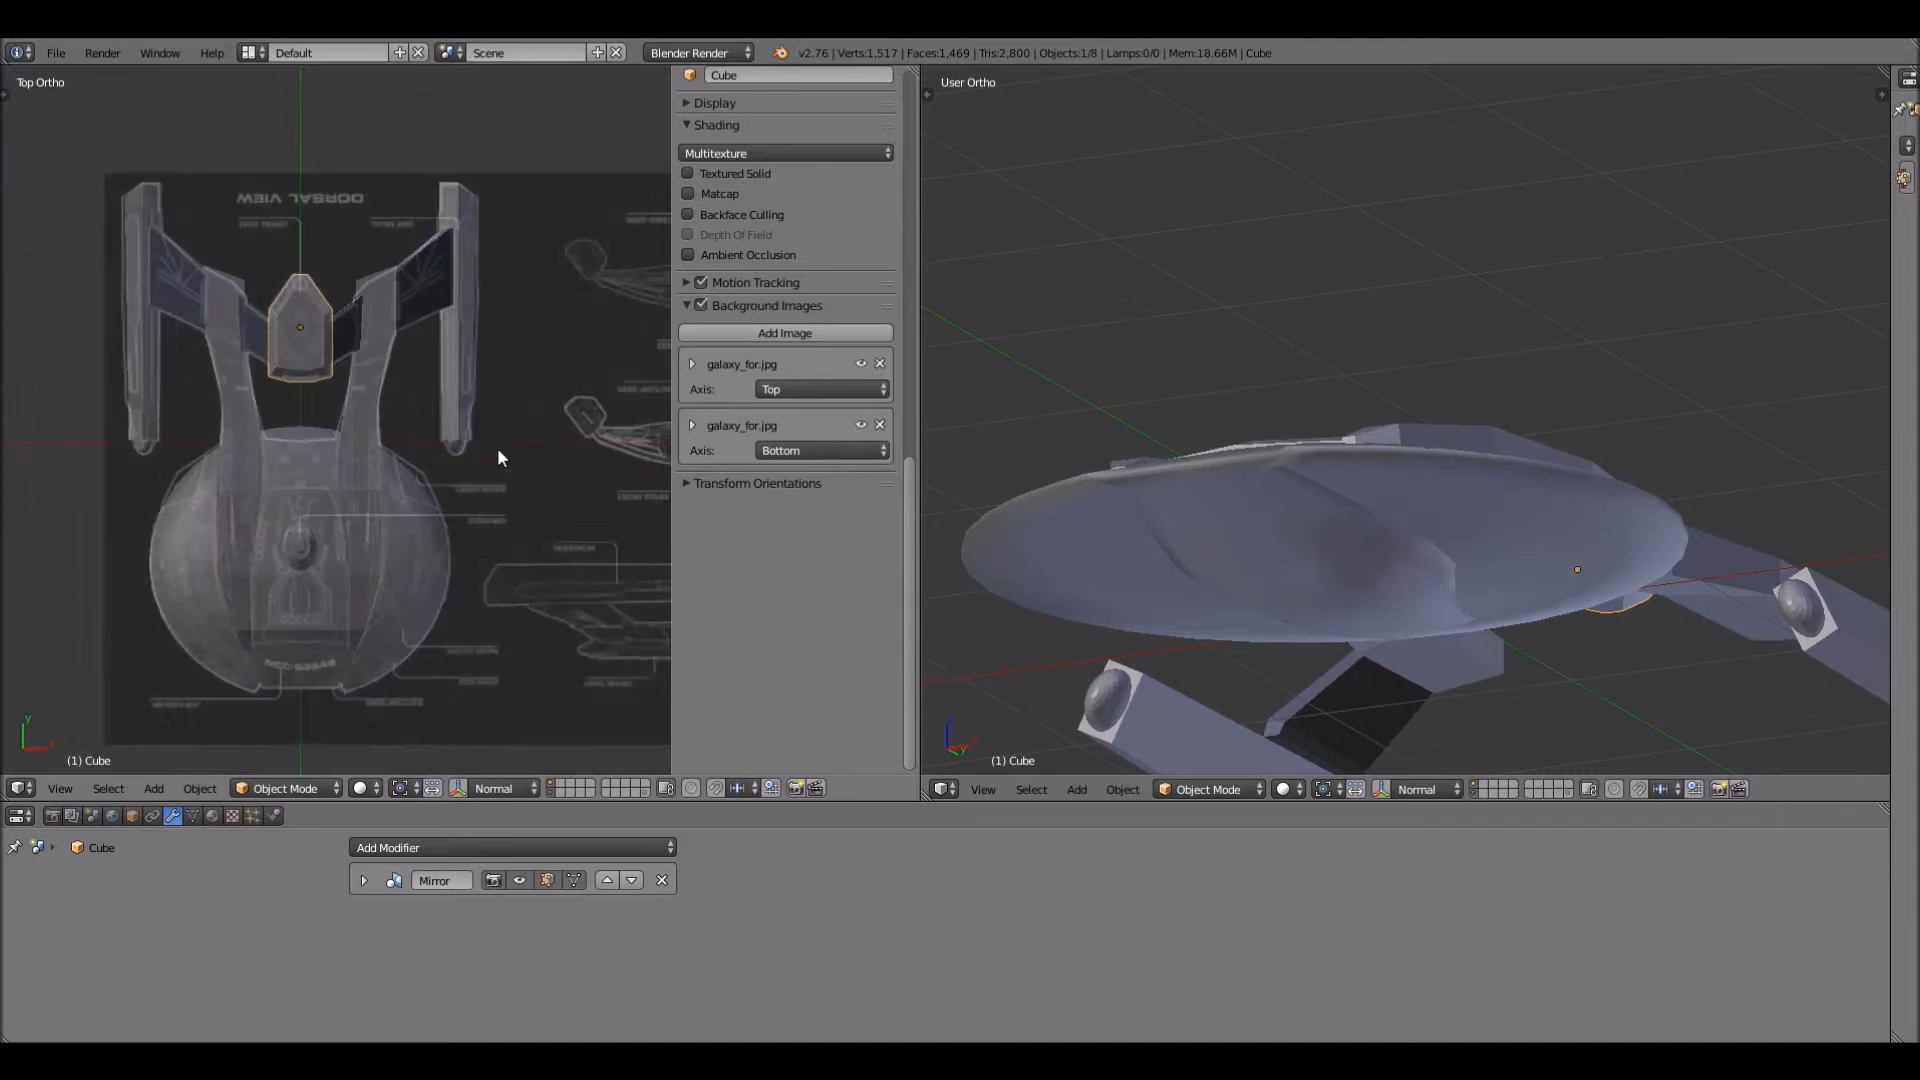 File Render Window Help Default Scene Blender Render v2.76 | Verts:1,517 | Faces:1,469 | Tris:2,800 | Objects:1/8 | Lamps:0/0 | Mem:18.66M | Cube
Top Ortho
DORSAL VIEW
NCC-63549
(1) Cube
View Select Add Object Object Mode Normal
Cube
Display
Shading
Multitexture
Textured Solid
Matcap
Backface Culling
Depth Of Field
Ambient Occlusion
Motion Tracking
Background Images
Add Image
galaxy_for.jpg
Axis: Top
galaxy_for.jpg
Axis: Bottom
Transform Orientations
User Ortho
(1) Cube
View Select Add Object Object Mode Normal
Cube
Add Modifier
Mirror